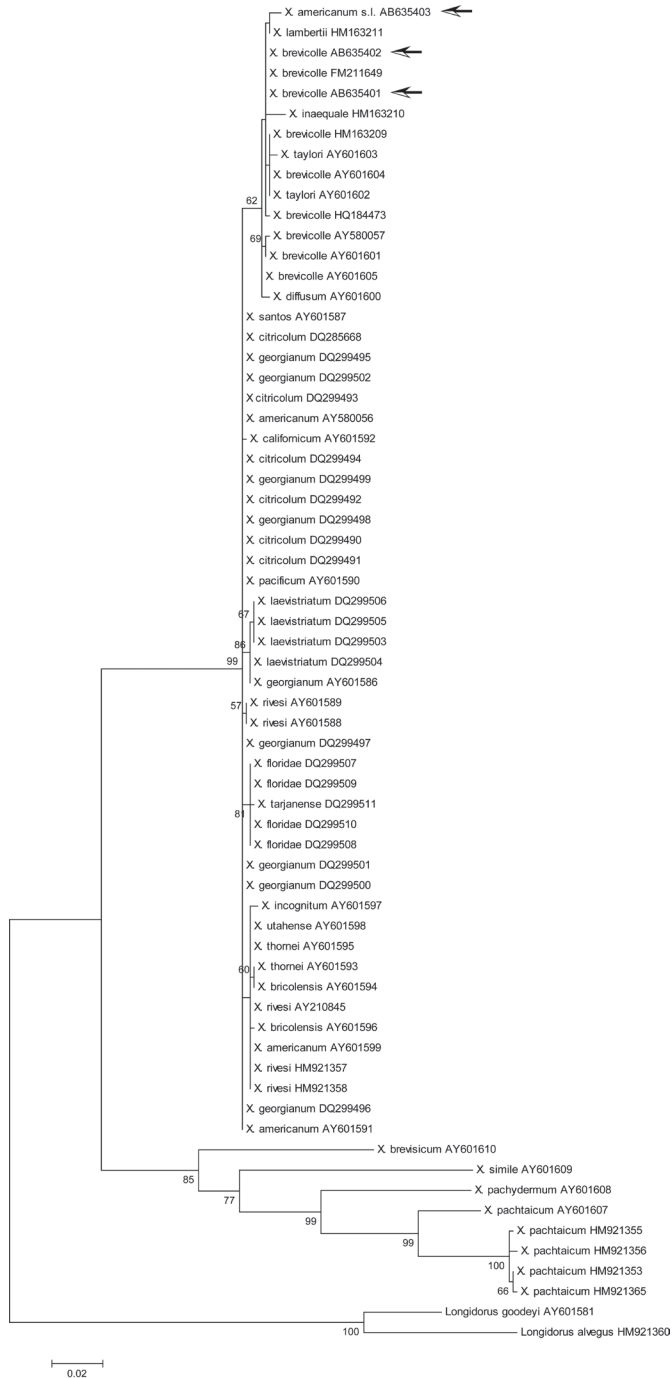 X. americanum s.l. AB635403
X. lambertii HM163211
X. brevicolle AB635402
X. brevicolle FM211649
X. brevicolle AB635401
X. inaequale HM163210
X. brevicolle HM163209
X. taylori AY601603
X. brevicolle AY601604
X. taylori AY601602
62
X. brevicolle HQ184473
X. brevicolle AY580057
69
X. brevicolle AY601601
X. brevicolle AY601605
X. diffusum AY601600
X. santos AY601587
X. citricolum DQ285668
X. georgianum DQ299495
X. georgianum DQ299502
X citricolum DQ299493
X. americanum AY580056
X. californicum AY601592
X. citricolum DQ299494
X. georgianum DQ299499
X. citricolum DQ299492
X. georgianum DQ299498
X. citricolum DQ299490
X. citricolum DQ299491
X. pacificum AY601590
X. laevistriatum DQ299506
67
X. laevistriatum DQ299505
X. laevistriatum DQ299503
86
X. laevistriatum DQ299504
99
X. georgianum AY601586
X. rivesi AY601589
57
X. rivesi AY601588
X. georgianum DQ299497
X. floridae DQ299507
X. floridae DQ299509
X. tarjanense DQ299511
81
X. floridae DQ299510
X. floridae DQ299508
X. georgianum DQ299501
X. georgianum DQ299500
X. incognitum AY601597
X. utahense AY601598
X. thornei AY601595
X. thornei AY601593
60
X. bricolensis AY601594
X. rivesi AY210845
X. bricolensis AY601596
X. americanum AY601599
X. rivesi HM921357
X. rivesi HM921358
X. georgianum DQ299496
X. americanum AY601591
X. brevisicum AY601610
X. simile AY601609
85
X. pachydermum AY601608
77
X. pachtaicum AY601607
99
X. pachtaicum HM921355
99
X. pachtaicum HM921356
100
X. pachtaicum HM921353
66
X. pachtaicum HM921365
Longidorus goodeyi AY601581
100
Longidorus alvegus HM921360
0.02